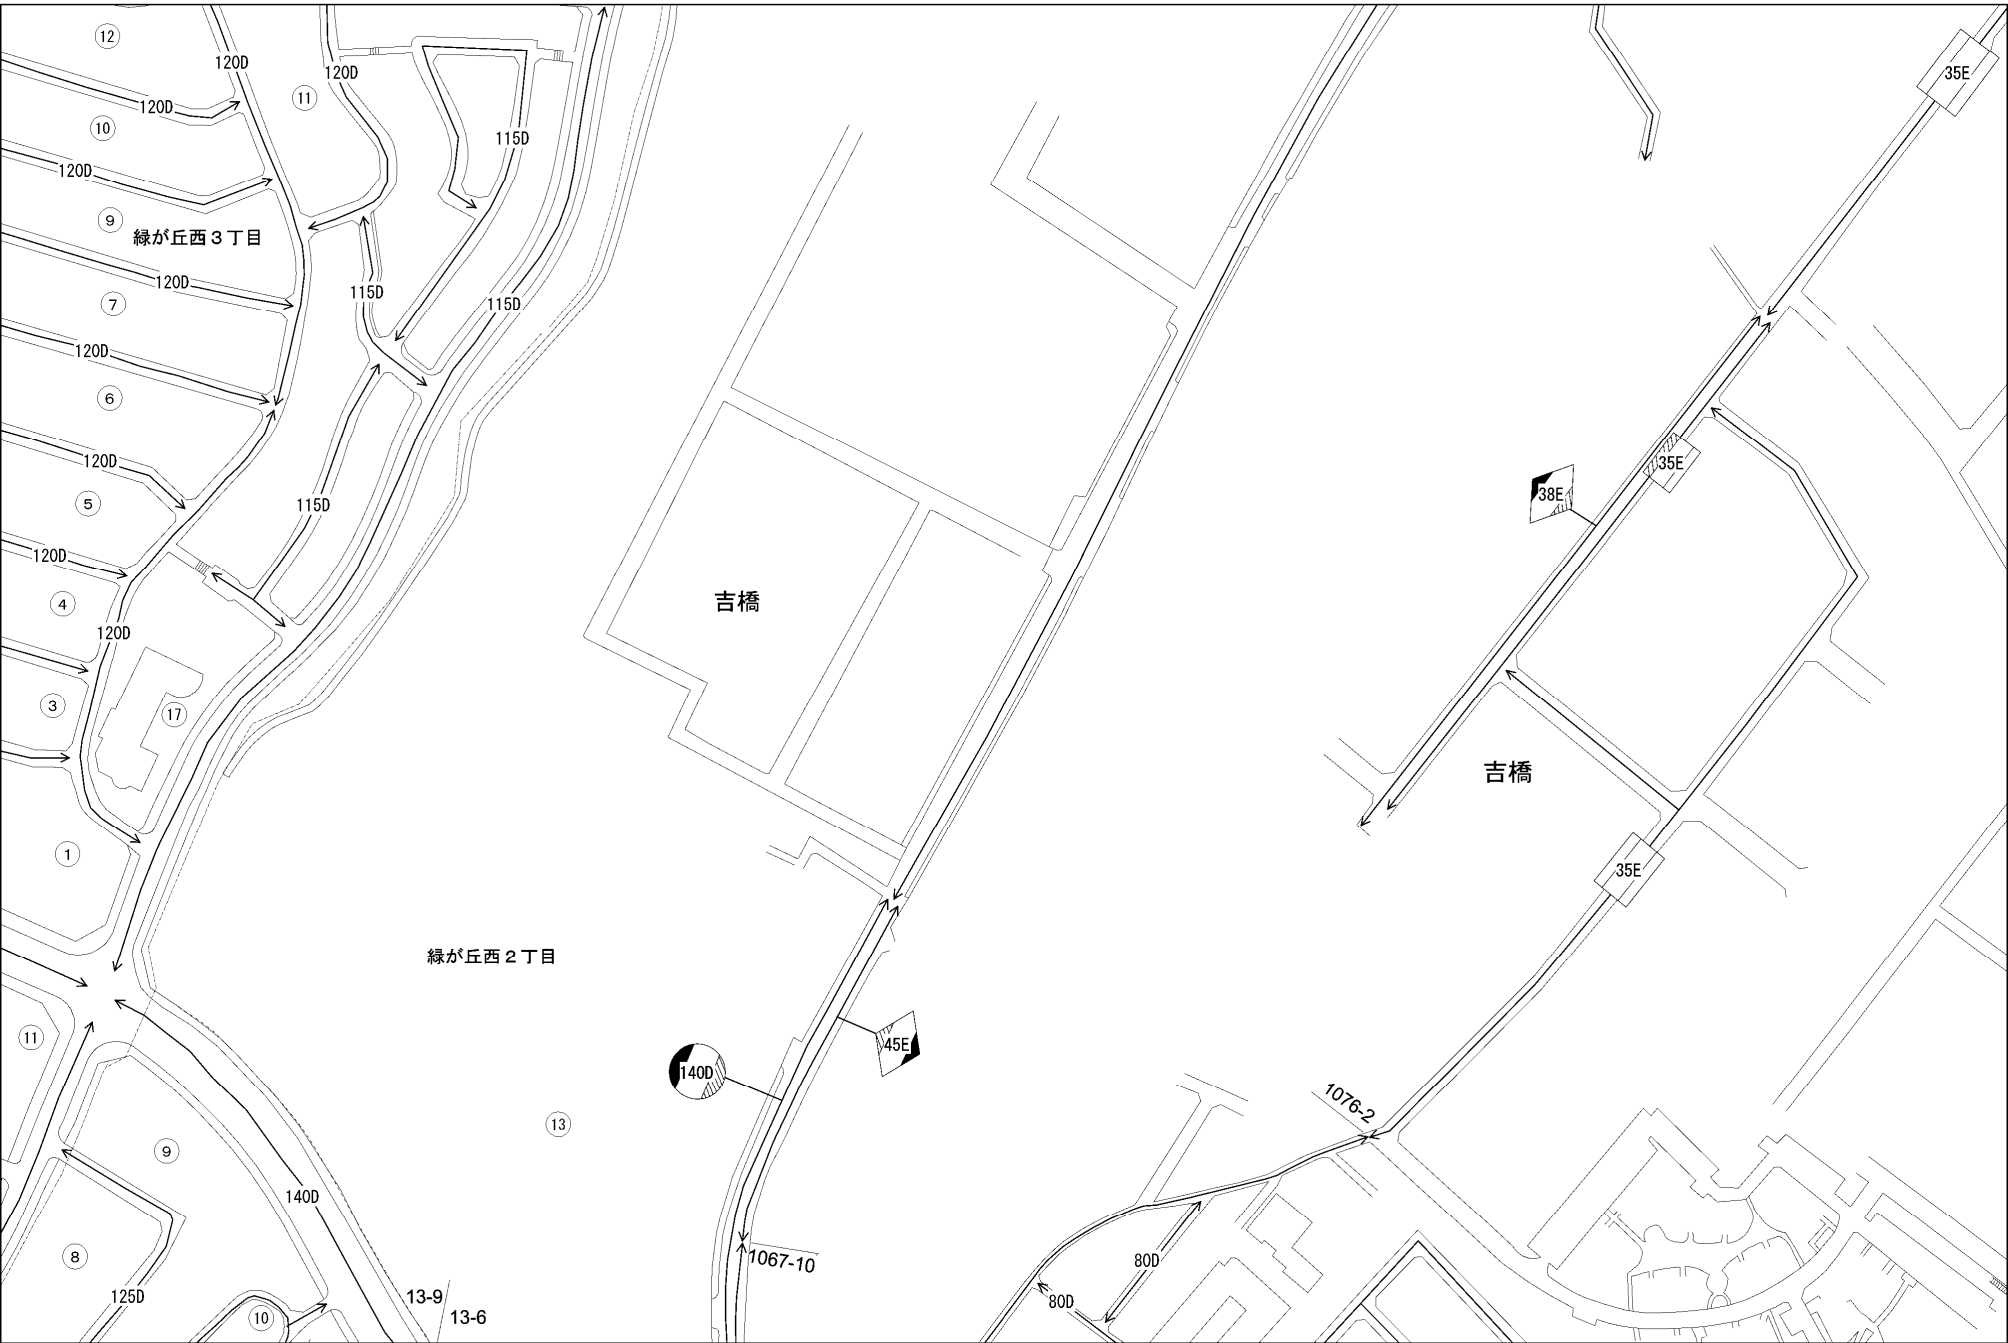 ⑫
120D
120D
⑪
35E
120D
⑩
115D
120D
⑨
緑が丘西３丁目
120D
115D
115D
⑦
120D
⑥
120D
35E
38E
⑤
115D
120D
④
吉橋
120D
③
⑰
吉橋
①
35E
緑が丘西２丁目
⑪
45E
140D
1076-2
⑬
⑨
140D
⑧
1067-10
80D
125D
13-9
80D
⑩
13-6